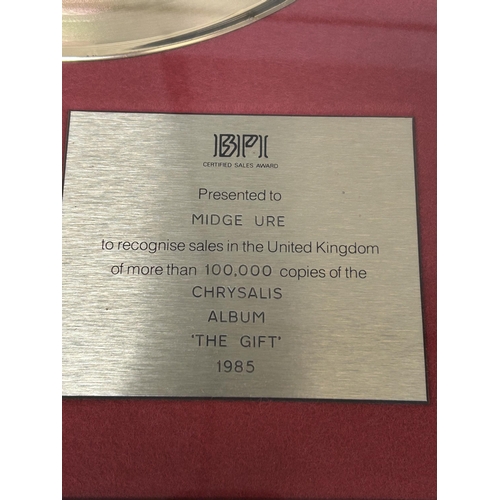 BPI
CERTIFIED SALES AWARD
Presented to
MIDGE URE
to recognise sales in the United Kingdom
of more than 100,000 copies of the
CHRYSALIS
ALBUM
'THE GIFT'
1985